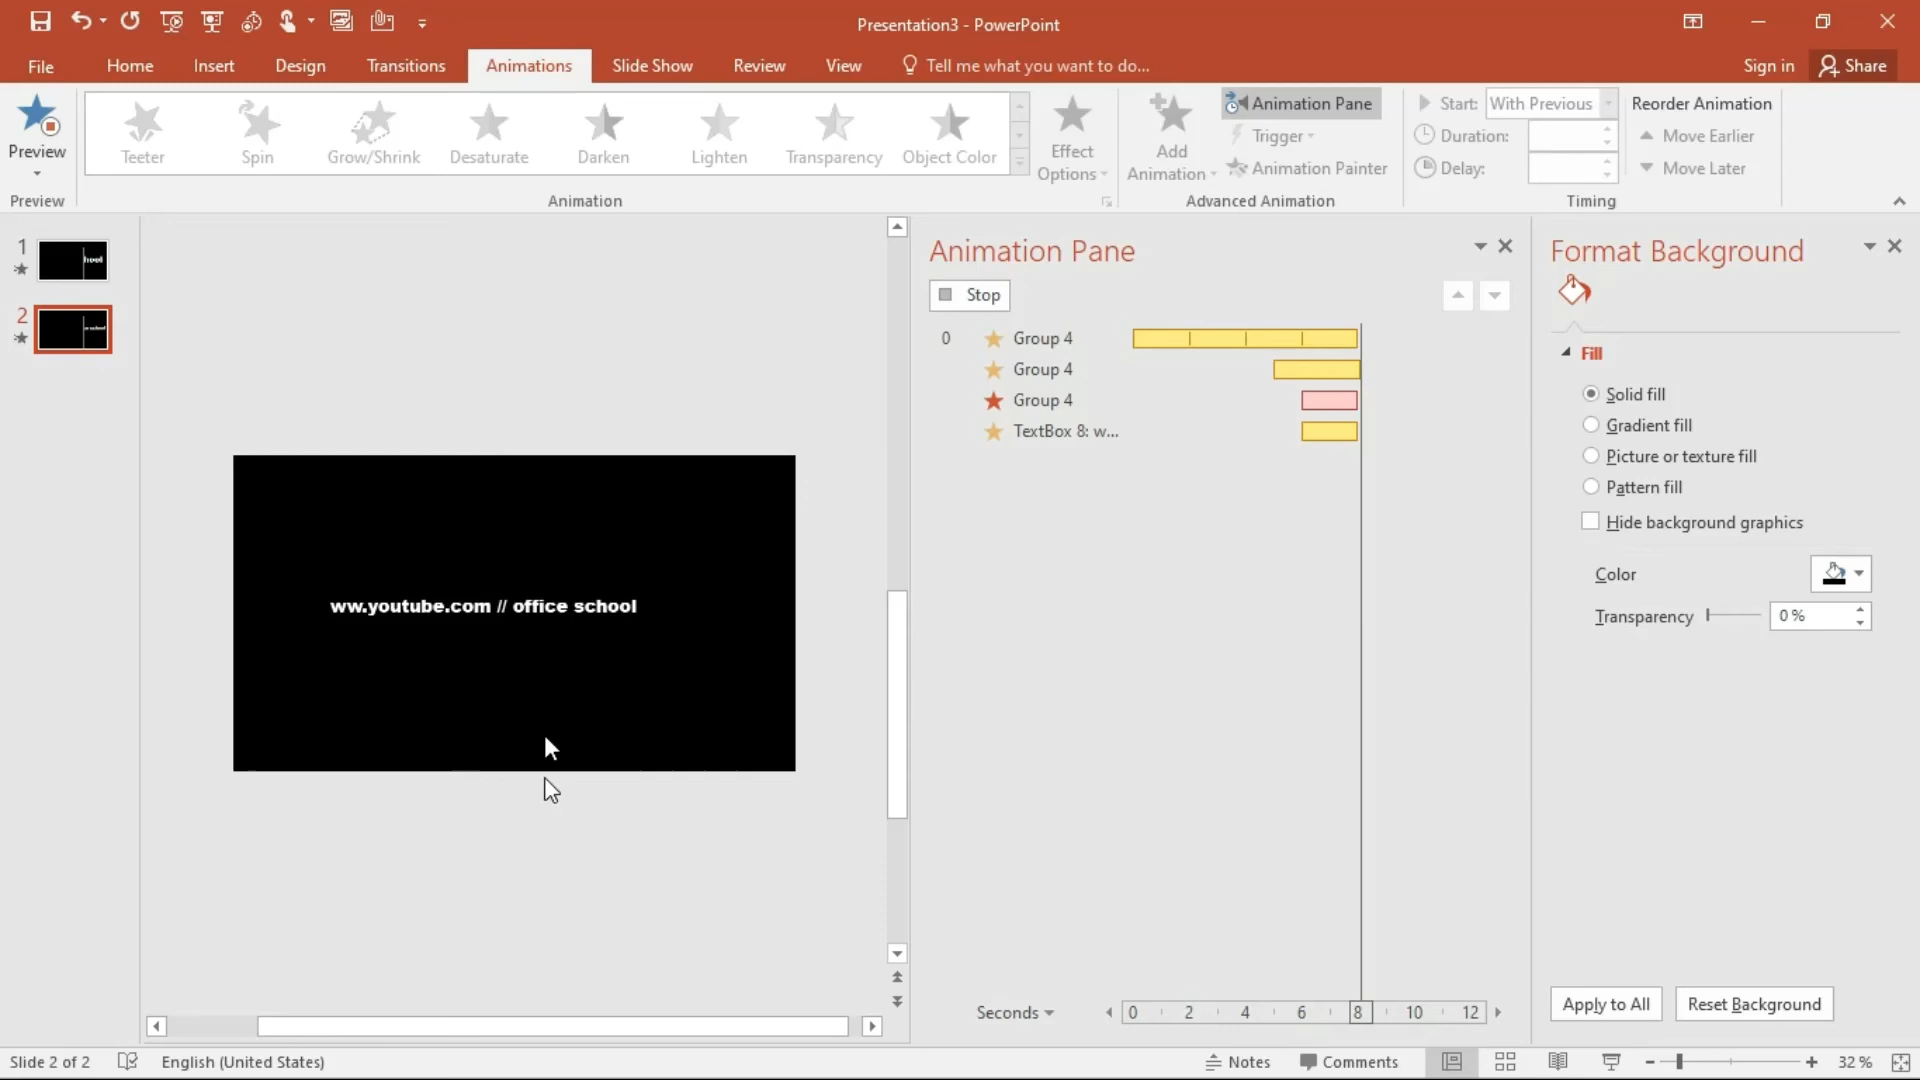 Presentation3 - PowerPoint
File Home Insert Design Transitions Animations Slide Show Review View Tell me what you want to do... Sign in Share
Preview
Teeter Spin Grow/Shrink Desaturate Darken Lighten Transparency Object Color
Effect Options
Add Animation
Animation Pane
Trigger
Animation Painter
Start: With Previous
Duration:
Delay:
Reorder Animation
Move Earlier
Move Later
Preview Animation Advanced Animation Timing
1
2
ww.youtube.com // office school
Animation Pane
Stop
0 Group 4
Group 4
Group 4
TextBox 8: w...
Seconds 0 2 4 6 8 10 12
Format Background
Fill
Solid fill
Gradient fill
Picture or texture fill
Pattern fill
Hide background graphics
Color
Transparency 0 %
Apply to All Reset Background
Slide 2 of 2 English (United States) Notes Comments 32 %